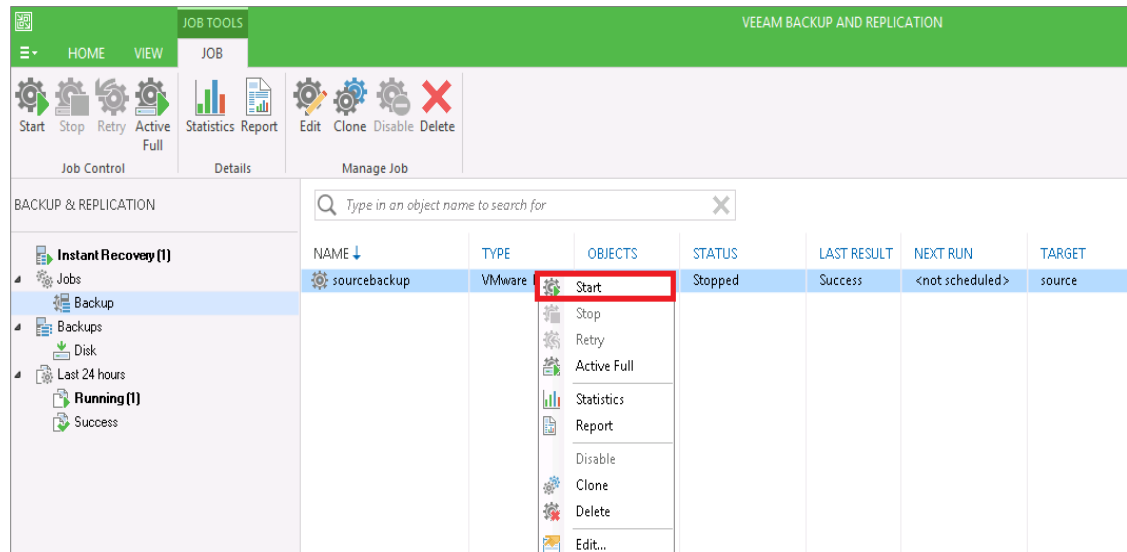 JOB TOOLS
VEEAM BACKUP AND REPLICATION
HOME VIEW JOB
Start Stop Retry Active Full
Statistics Report
Edit Clone Disable Delete
Job Control Details Manage Job
BACKUP & REPLICATION
Type in an object name to search for
Instant Recovery (1)
Jobs
Backup
Backups
Disk
Last 24 hours
Running (1)
Success
NAME TYPE OBJECTS STATUS LAST RESULT NEXT RUN TARGET
sourcebackup VMware Stopped Success <not scheduled> source
Start
Stop
Retry
Active Full
Statistics
Report
Disable
Clone
Delete
Edit...